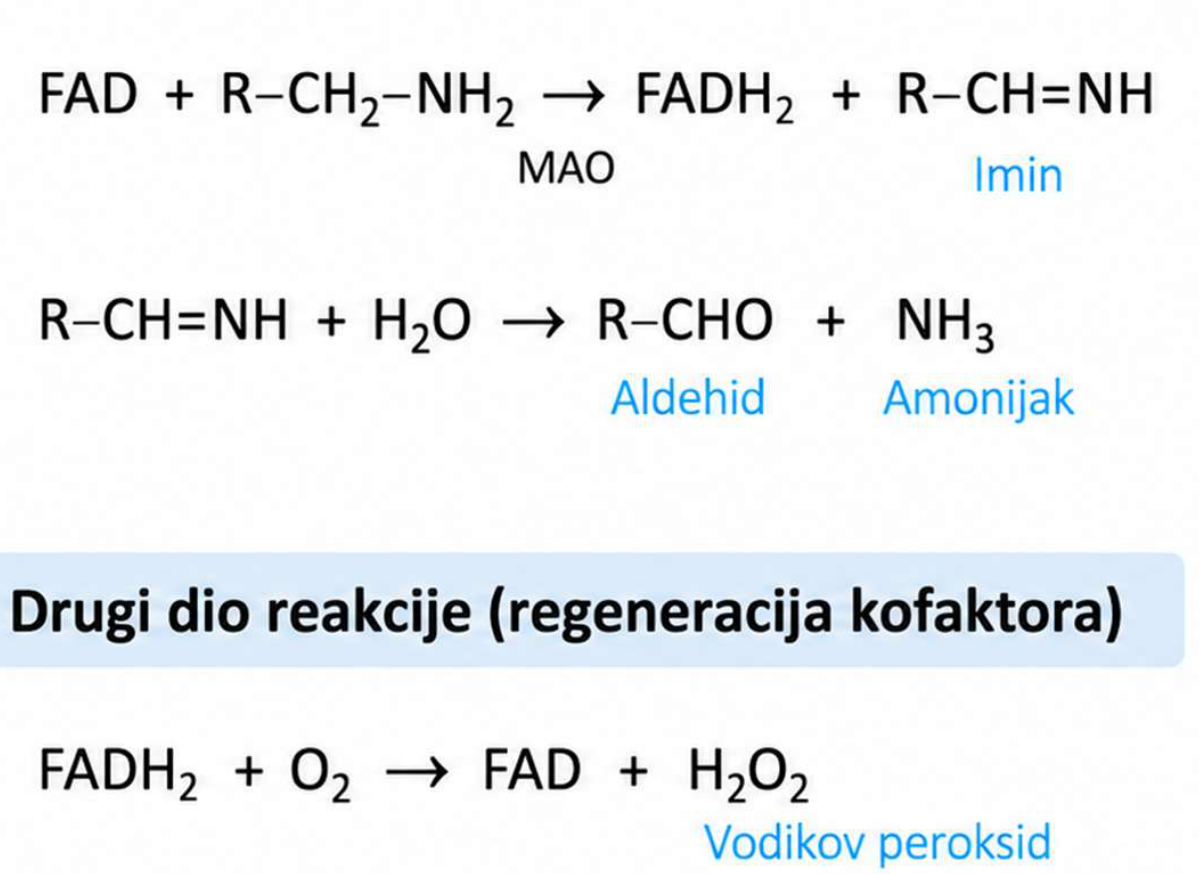 FAD + R–CH₂–NH₂ → FADH₂ + R–CH=NH
MAO
Imin
R–CH=NH + H₂O → R–CHO + NH₃
Aldehid Amonijak
Drugi dio reakcije (regeneracija kofaktora)
FADH₂ + O₂ → FAD + H₂O₂
Vodikov peroksid